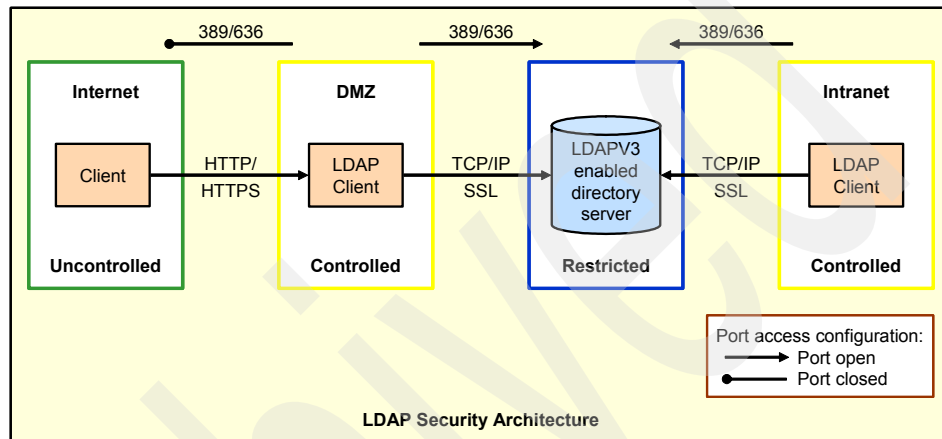 389/636
389/636
389/636
Internet
DMZ
Intranet
Client
HTTP/
HTTPS
LDAP
Client
TCP/IP
SSL
LDAPV3
enabled
directory
server
TCP/IP
SSL
LDAP
Client
Uncontrolled
Controlled
Restricted
Controlled
Port access configuration:
Port open
Port closed
LDAP Security Architecture